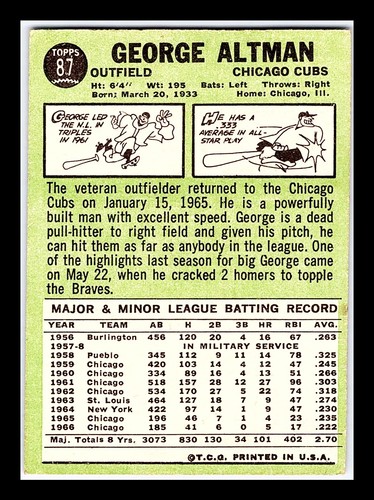 TOPPS
87
GEORGE ALTMAN
OUTFIELD CHICAGO CUBS
Ht: 6'4" Wt: 195 Bats: Left Throws: Right
Born: March 20, 1933 Home: Chicago, Ill.
GEORGE LED
THE N.L. IN
TRIPLES
IN 1961
HE HAS A
.333
AVERAGE IN ALL-
STAR PLAY
The veteran outfielder returned to the Chicago
Cubs on January 15, 1965. He is a powerfully
built man with excellent speed. George is a dead
pull-hitter to right field and given his pitch, he
can hit them as far as anybody in the league. One
of the highlights last season for big George came
on May 22, when he cracked 2 homers to topple
the Braves.
MAJOR & MINOR LEAGUE BATTING RECORD
YEAR TEAM AB H 2B 3B HR RBI AVG.
1956 Burlington 456 120 20 4 16 67 .263
1957-8 IN MILITARY SERVICE
1958 Pueblo 345 112 9 11 14 78 .325
1959 Chicago 420 103 14 4 12 47 .245
1960 Chicago 334 89 16 4 13 51 .266
1961 Chicago 518 157 28 12 27 96 .303
1962 Chicago 534 170 27 5 22 74 .318
1963 St. Louis 464 127 18 7 9 47 .274
1964 New York 422 97 14 1 9 47 .230
1965 Chicago 196 46 7 1 4 23 .235
1966 Chicago 185 41 6 0 5 17 .222
Maj. Totals 8 Yrs. 3073 830 130 34 101 402 2.70
©T.C.G. PRINTED IN U.S.A.